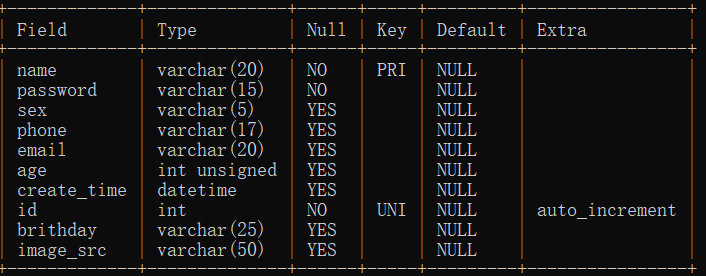 Field Type Null Key Default Extra
name varchar(20) NO PRI NULL
password varchar(15) NO NULL
sex varchar(5) YES NULL
phone varchar(17) YES NULL
email varchar(20) YES NULL
age int unsigned YES NULL
create_time datetime YES NULL
id int NO UNI NULL auto_increment
brithday varchar(25) YES NULL
image_src varchar(50) YES NULL